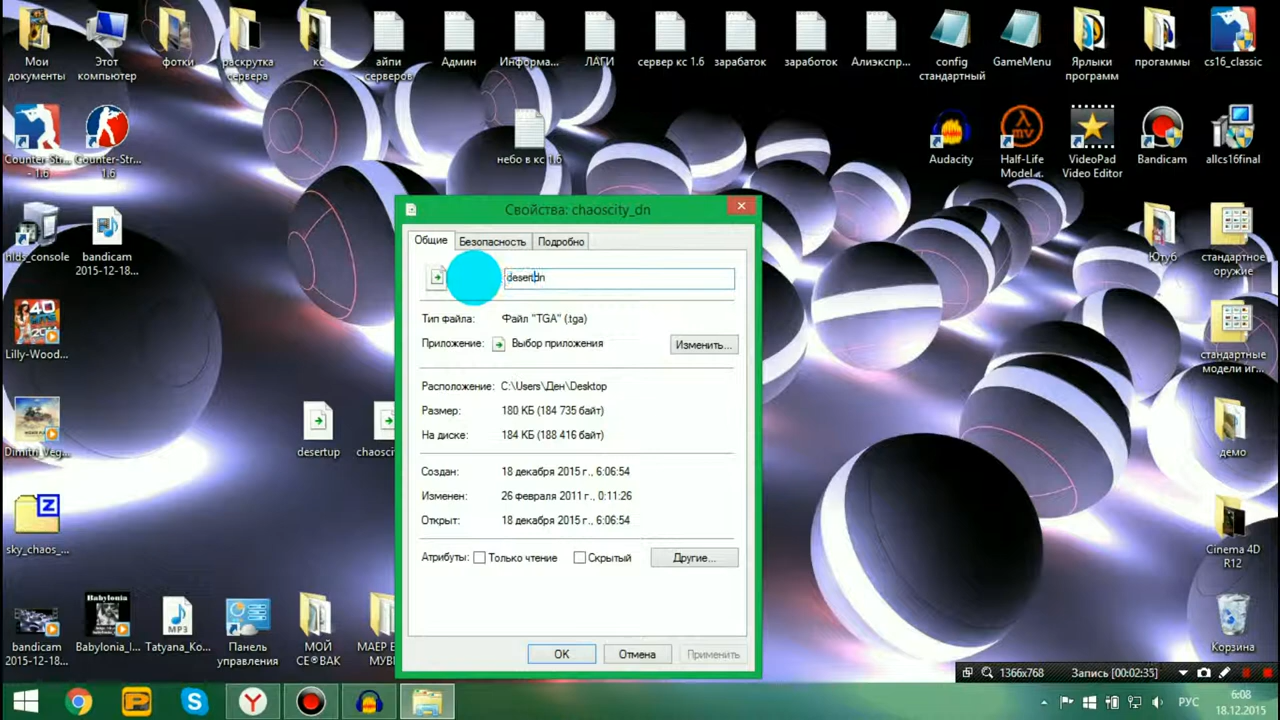 Мои
документы
Этот
компьютер
фотки
раскрутка
сервера
кс
айпи
серверов
Админ
Информа...
ЛАГИ
сервер кс 1.6
зарабаток
заработок
Алиэкспр...
config
стандартный
GameMenu
Ярлыки
программ
прогаммы
cs16_classic
Counter-Str...
- 1.6
Counter-Str...
1.6
небо в кс 1.6
Audacity
Half-Life
Model ...
VideoPad
Video Editor
Bandicam
allcs16final
hlds_console
bandicam
2015-12-18...
Ютуб
стандартное
оружие
Lilly-Wood...
стандартные
модели иг...
Dimitri_Veg...
desertup
chaosci
демо
sky_chaos_...
Cinema 4D
R12
bandicam
2015-12-18...
Babylonia
Babylonia_I...
MP3
Tatyana_Ko...
Панель
управления
МОЙ
СЕ®ВАК
Корзина
Свойства: chaoscity_dn
Общие
Безопасность
Подробно
desertdn
Тип файла:
Файл "TGA" (.tga)
Приложение:
Выбор приложения
Изменить...
Расположение:
C:\Users\Ден\Desktop
Размер:
180 КБ (184 735 байт)
На диске:
184 КБ (188 416 байт)
Создан:
18 декабря 2015 г., 6:06:54
Изменен:
26 февраля 2011 г., 0:11:26
Открыт:
18 декабря 2015 г., 6:06:54
Атрибуты:
Только чтение
Скрытый
Другие...
OK
Отмена
Применить
1366x768
Запись [00:02:35]
РУС
6:08
18.12.2015